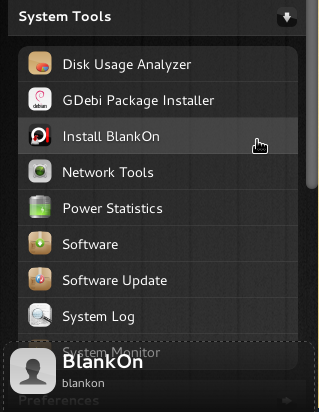 System Tools
Disk Usage Analyzer
debian
GDebi Package Installer
Install BlankOn
Network Tools
Power Statistics
Software
Software Update
System Log
System Monitor
BlankOn
blankon
Preferences